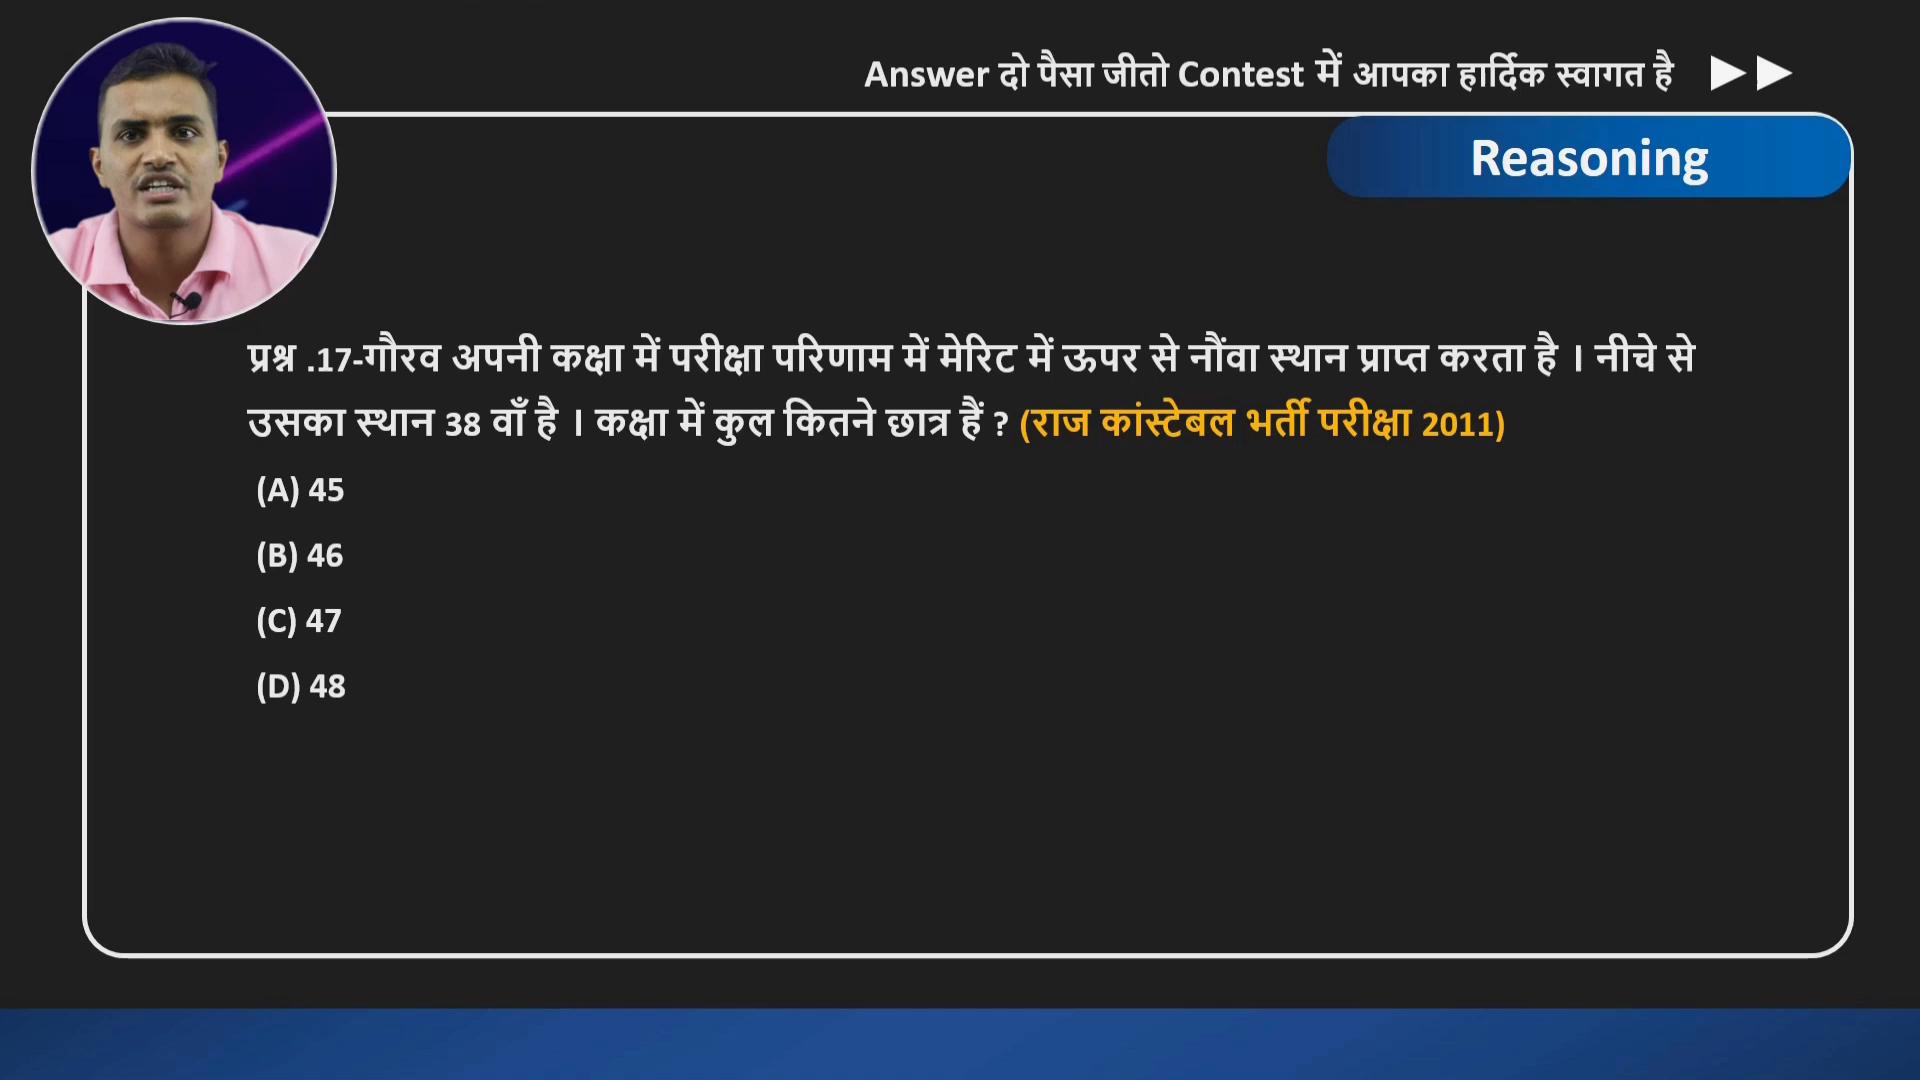 Answer दो पैसा जीतो Contest में आपका हार्दिक स्वागत है
Reasoning
प्रश्न .17-गौरव अपनी कक्षा में परीक्षा परिणाम में मेरिट में ऊपर से नौंवा स्थान प्राप्त करता है । नीचे से
उसका स्थान 38 वाँ है । कक्षा में कुल कितने छात्र हैं ? (राज कांस्टेबल भर्ती परीक्षा 2011)
(A) 45
(B) 46
(C) 47
(D) 48